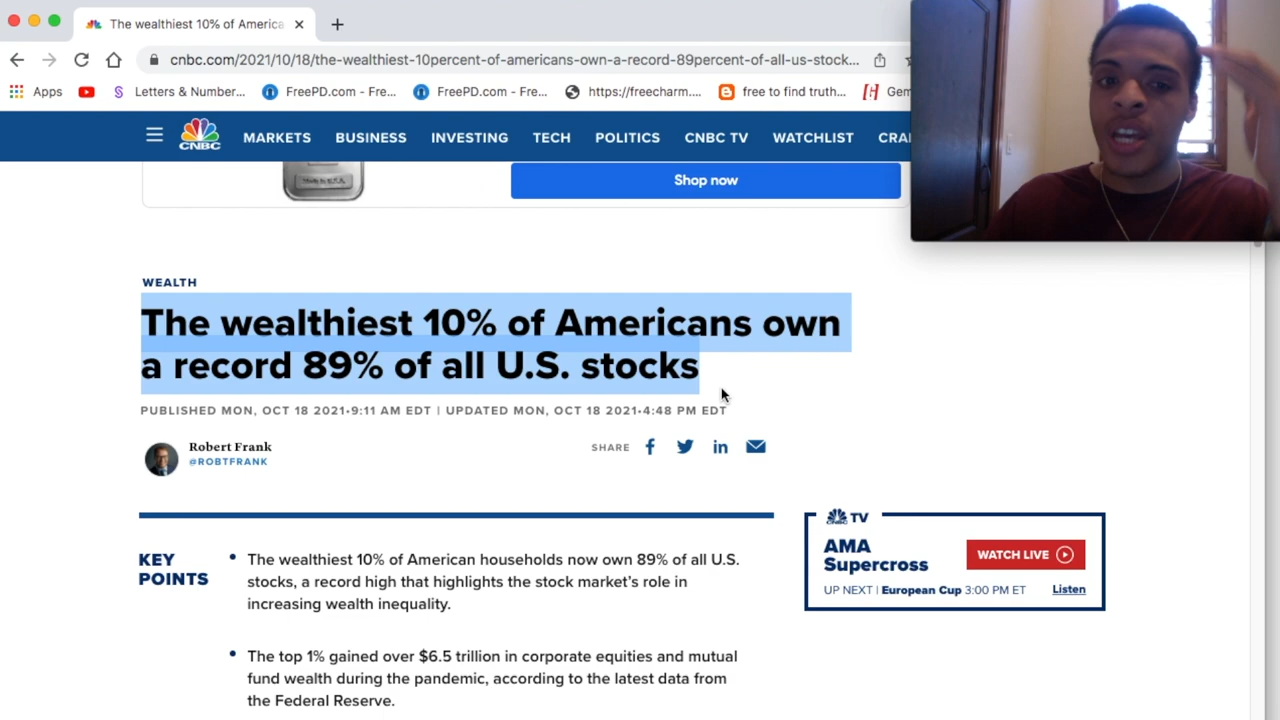 The wealthiest 10% of America
cnbc.com/2021/10/18/the-wealthiest-10percent-of-americans-own-a-record-89percent-of-all-us-stock...
Apps
Letters & Number...
FreePD.com - Fre...
FreePD.com - Fre...
https://freecharm....
free to find truth...
Gem
CNBC
MARKETS
BUSINESS
INVESTING
TECH
POLITICS
CNBC TV
WATCHLIST
CRA
Shop now
WEALTH
The wealthiest 10% of Americans own
a record 89% of all U.S. stocks
PUBLISHED MON, OCT 18 2021•9:11 AM EDT | UPDATED MON, OCT 18 2021•4:48 PM EDT
Robert Frank
@ROBTFRANK
SHARE
KEY
POINTS
The wealthiest 10% of American households now own 89% of all U.S.
stocks, a record high that highlights the stock market's role in
increasing wealth inequality.
The top 1% gained over $6.5 trillion in corporate equities and mutual
fund wealth during the pandemic, according to the latest data from
the Federal Reserve.
TV
AMA
Supercross
WATCH LIVE
UP NEXT | European Cup 3:00 PM ET
Listen